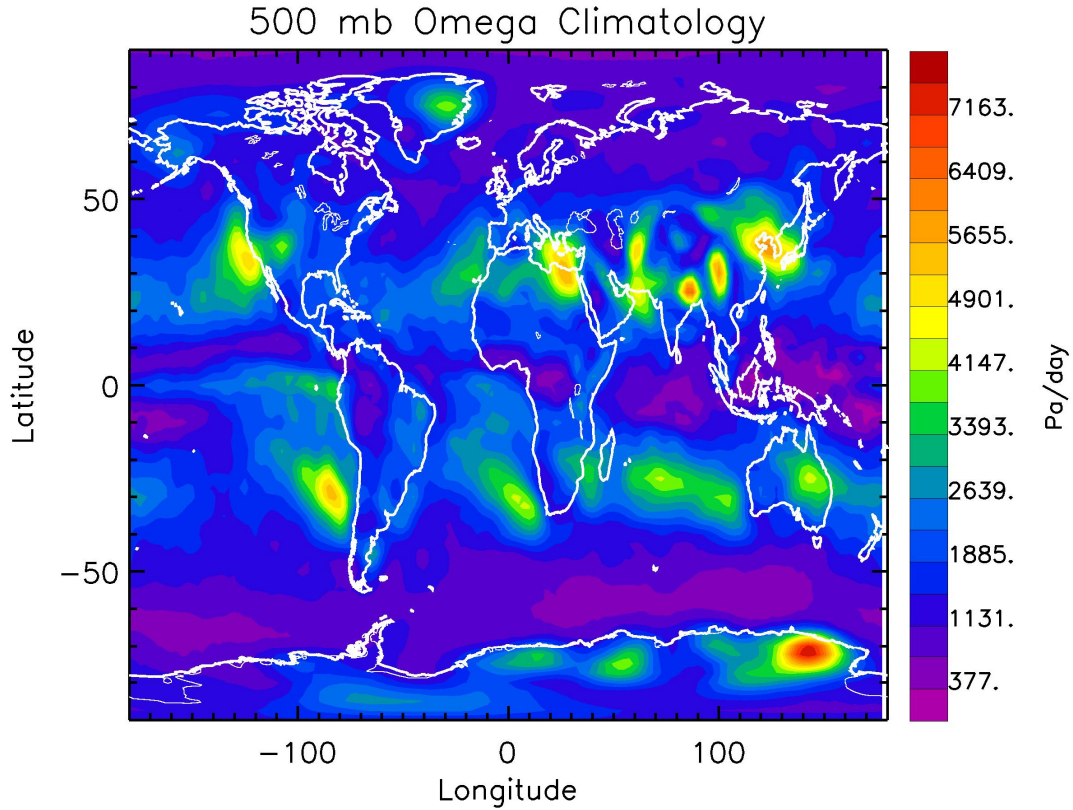 500 mb Omega Climatology
7163.
6409.
5655.
4901.
4147.
3393.
2639.
1885.
1131.
377.
Pa/day
50
0
−50
Latitude
−100 0 100
Longitude